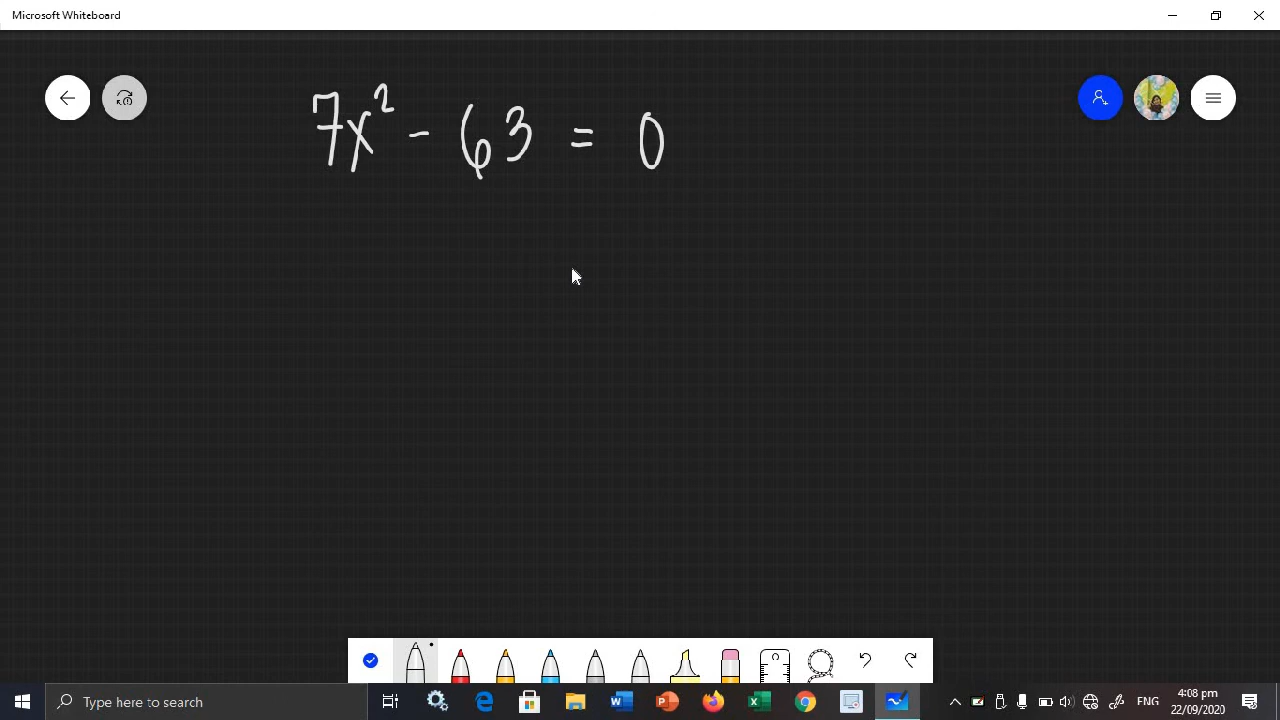 Microsoft Whiteboard
7x² - 63 = 0
Type here to search
ENG
4:08 pm
22/09/2020